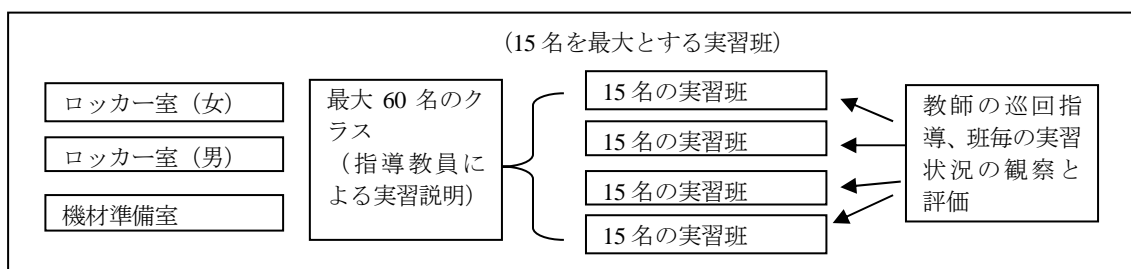 （15 名を最大とする実習班）
ロッカー室（女）
ロッカー室（男）
機材準備室
最大 60 名のク
ラス
（指導教員に
よる実習説明）
15 名の実習班
15 名の実習班
15 名の実習班
15 名の実習班
教師の巡回指
導、班毎の実習
状況の観察と
評価